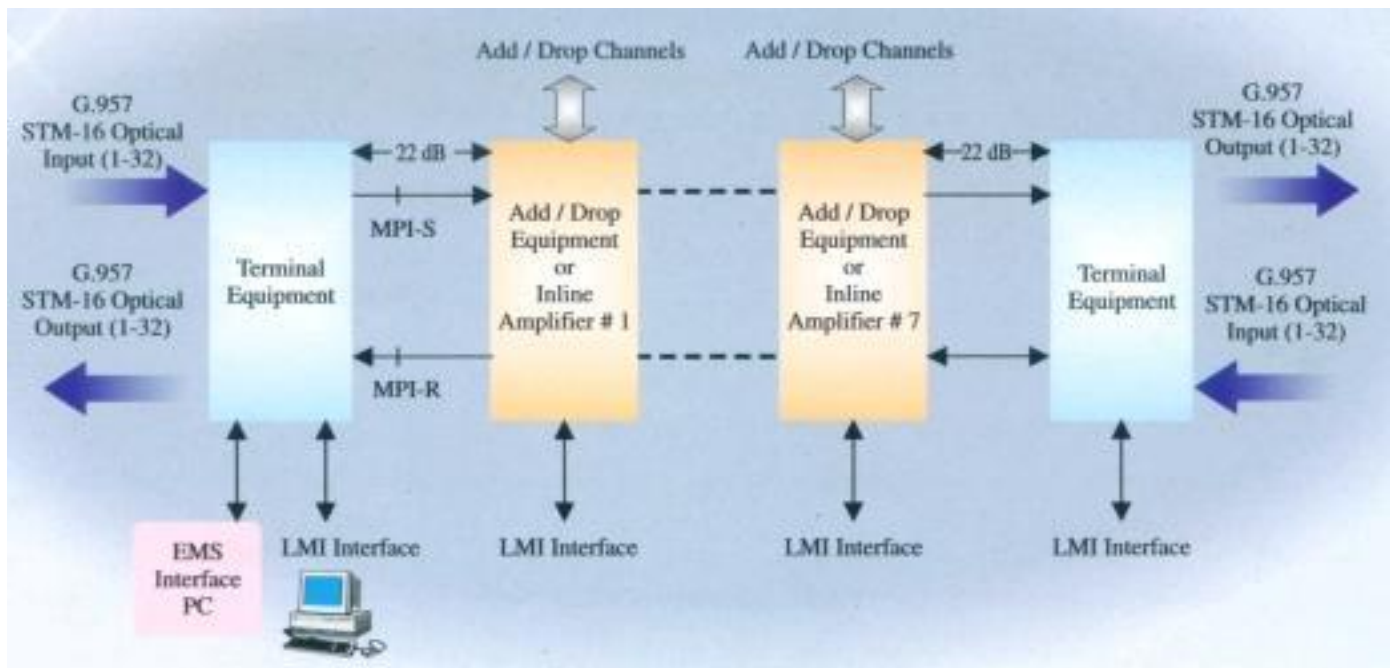 Add / Drop Channels
Add / Drop Channels
G.957
STM-16 Optical
Input (1-32)
G.957
STM-16 Optical
Output (1-32)
22 dB
22 dB
MPI-S
Add / Drop
Equipment
or
Inline
Amplifier # 1
Add / Drop
Equipment
or
Inline
Amplifier # 7
Terminal
Equipment
Terminal
Equipment
G.957
STM-16 Optical
Output (1-32)
G.957
STM-16 Optical
Input (1-32)
MPI-R
EMS
Interface
PC
LMI Interface
LMI Interface
LMI Interface
LMI Interface